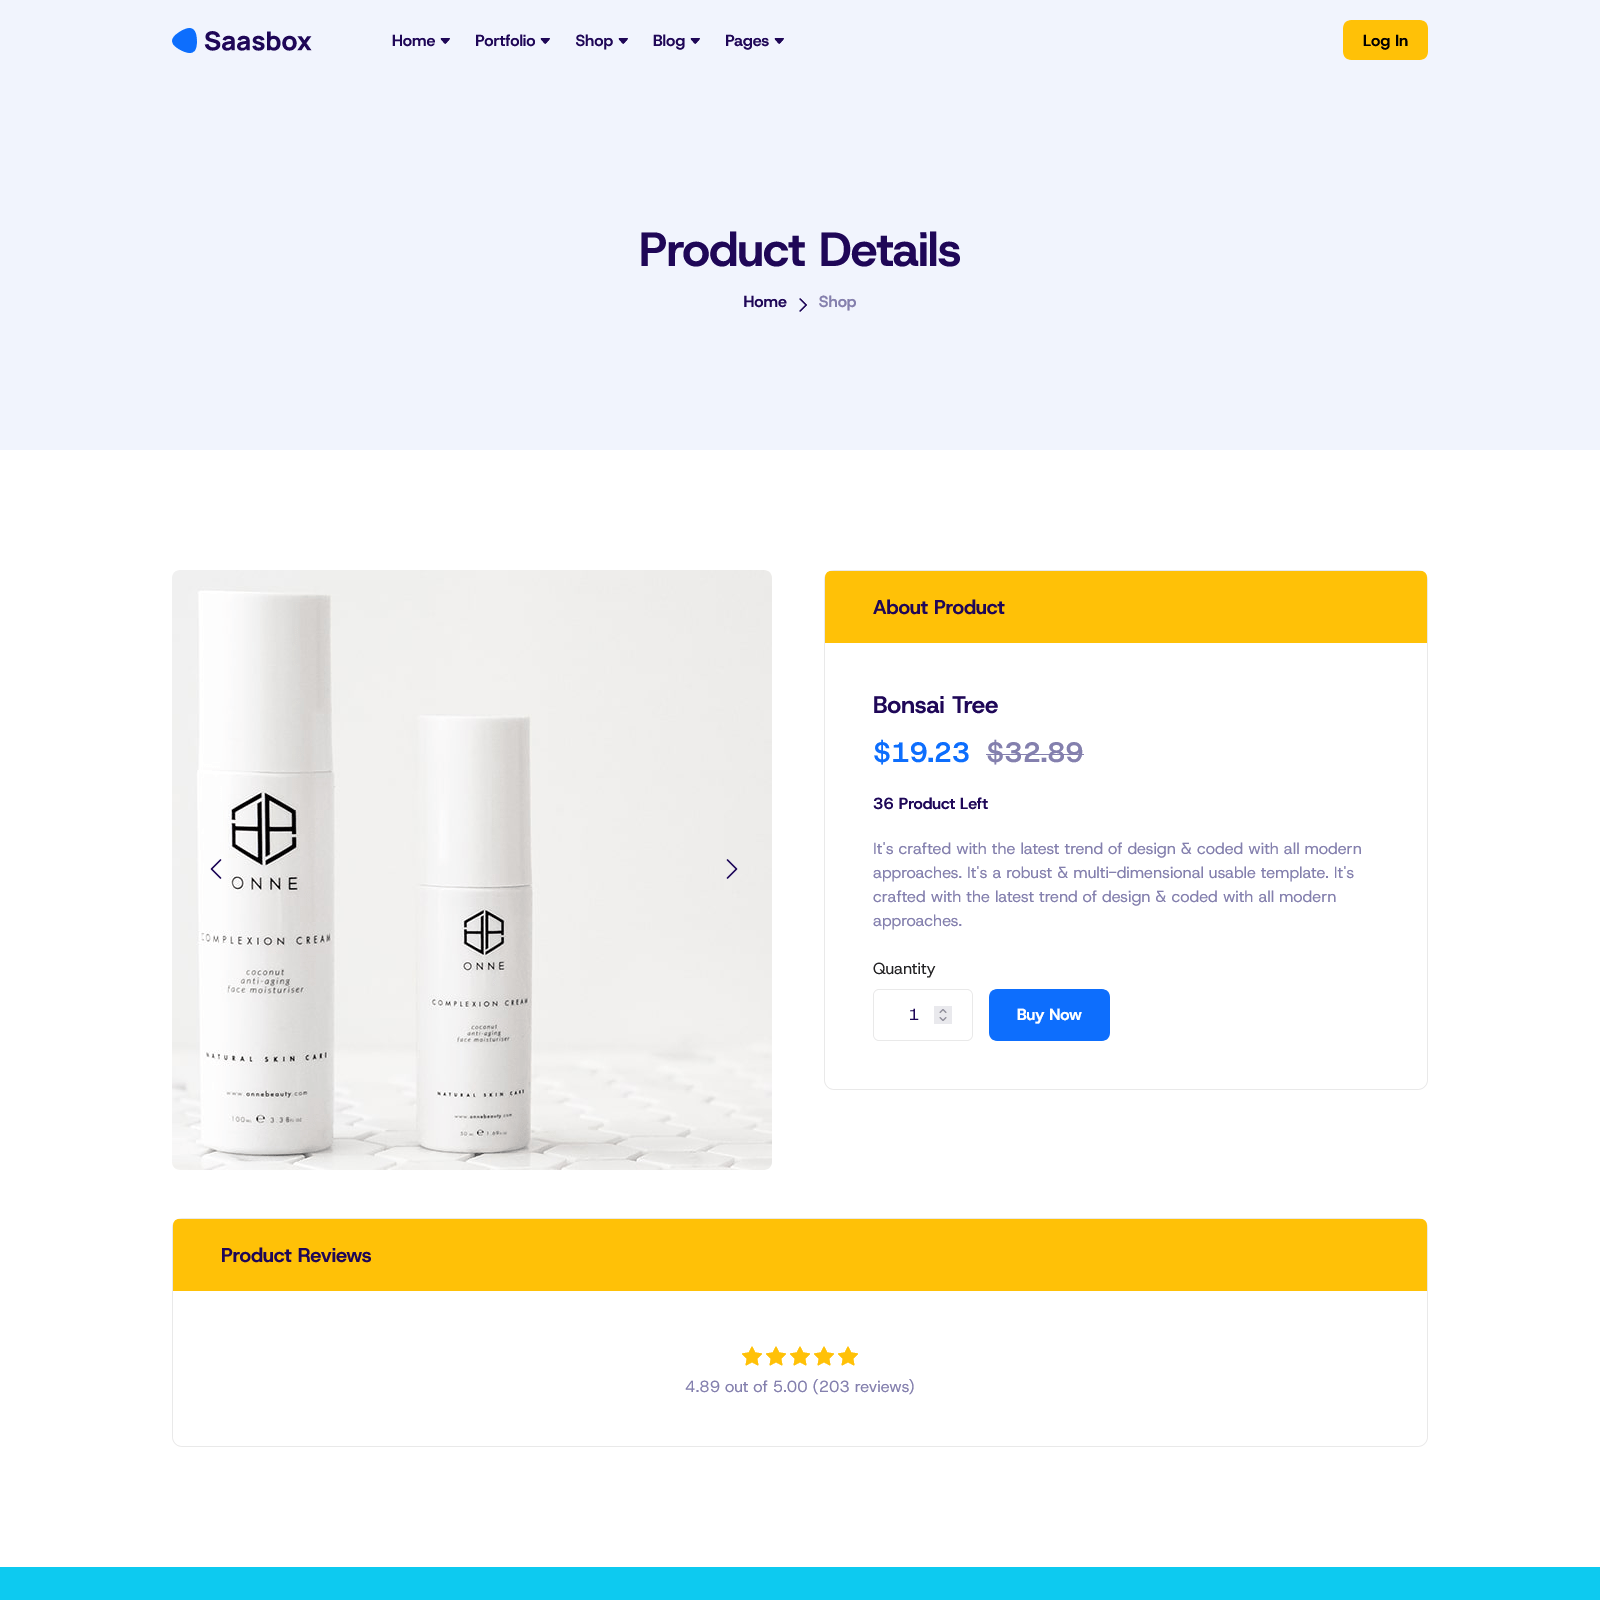 Saasbox
Home Portfolio Shop Blog Pages
Log In
Product Details
Home Shop
About Product
Bonsai Tree
$19.23 $32.89
36 Product Left
It's crafted with the latest trend of design & coded with all modern
approaches. It's a robust & multi-dimensional usable template. It's
crafted with the latest trend of design & coded with all modern
approaches.
Quantity
1
Buy Now
ONNE
COMPLEXION CREAM
coconut
anti-aging
face moisturiser
NATURAL SKIN CARE
www.onnebeauty.com
100ml ℮ 3.38fl oz
ONNE
COMPLEXION CREAM
coconut
anti-aging
face moisturiser
NATURAL SKIN CARE
www.onnebeauty.com
Product Reviews
4.89 out of 5.00 (203 reviews)